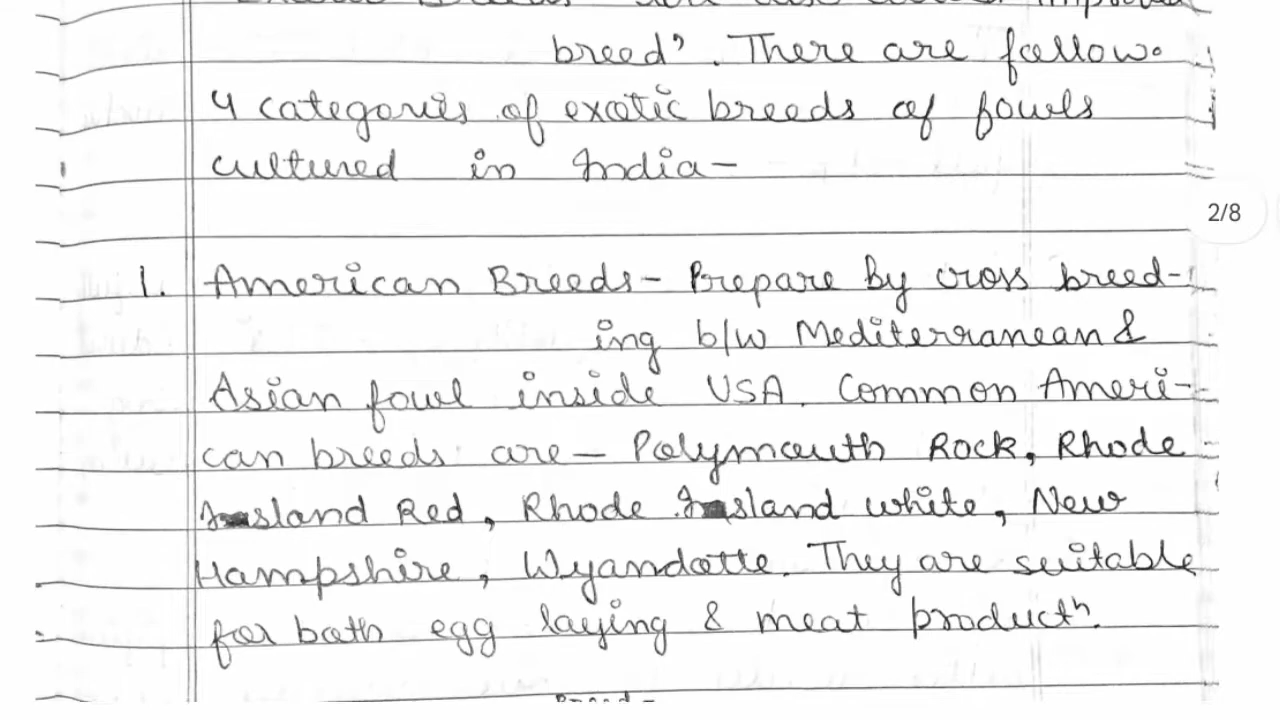 breed'. There are follow.
4 categories of exotic breeds of fowls
cultured in India-
2/8
1. American Breeds- Prepare by cross breed-
ing b/w Mediterranean &
Asian fowl inside USA. Common Ameri-
can breeds are- Polymouth Rock, Rhode
Island Red, Rhode Island white, New
Hampshire, Wyandotte. They are suitable
for both egg laying & meat productn.